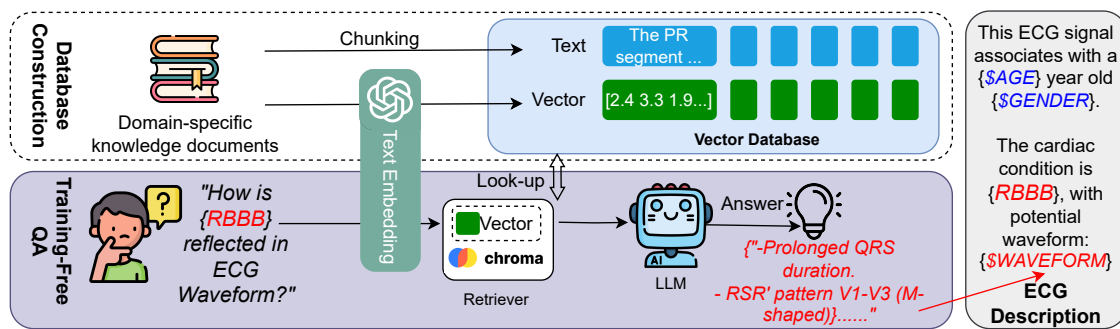 Database
Construction
Domain-specific
knowledge documents
Chunking
Text Embedding
Text
The PR
segment ...
Vector
[2.4 3.3 1.9...]
Vector Database
Training-Free
QA
"How is
{RBBB}
reflected in
ECG
Waveform?"
Look-up
Vector
chroma
Retriever
AI
LLM
Answer
{"-Prolonged QRS
duration.
- RSR' pattern V1-V3 (M-
shaped)}......"
This ECG signal
associates with a
{$AGE} year old
{$GENDER}.
The cardiac
condition is
{RBBB}, with
potential
waveform:
{$WAVEFORM}
ECG
Description